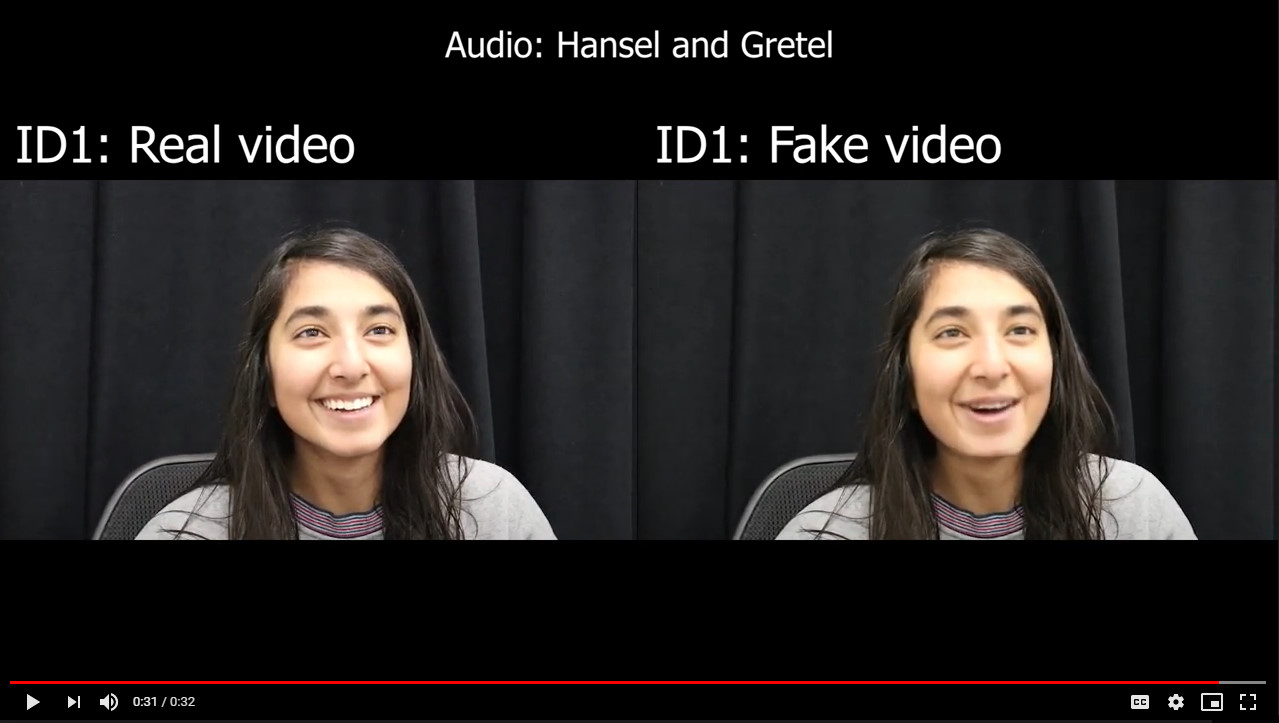 Audio: Hansel and Gretel
ID1: Real video
ID1: Fake video
0:31 / 0:32
CC